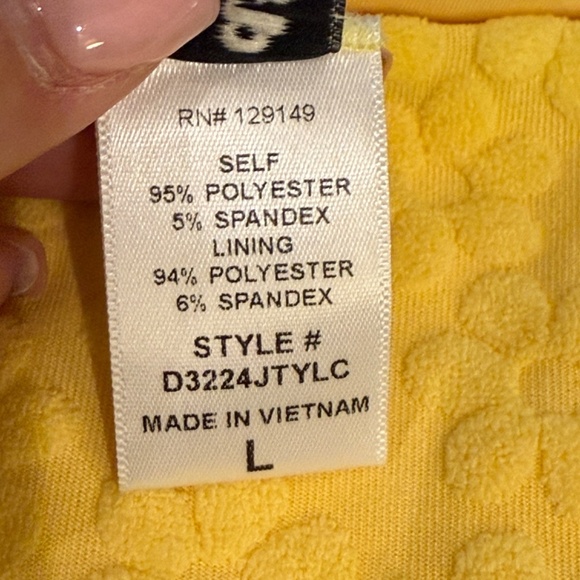 RN# 129149
SELF
95% POLYESTER
5% SPANDEX
LINING
94% POLYESTER
6% SPANDEX
STYLE #
D3224JTYLC
MADE IN VIETNAM
L